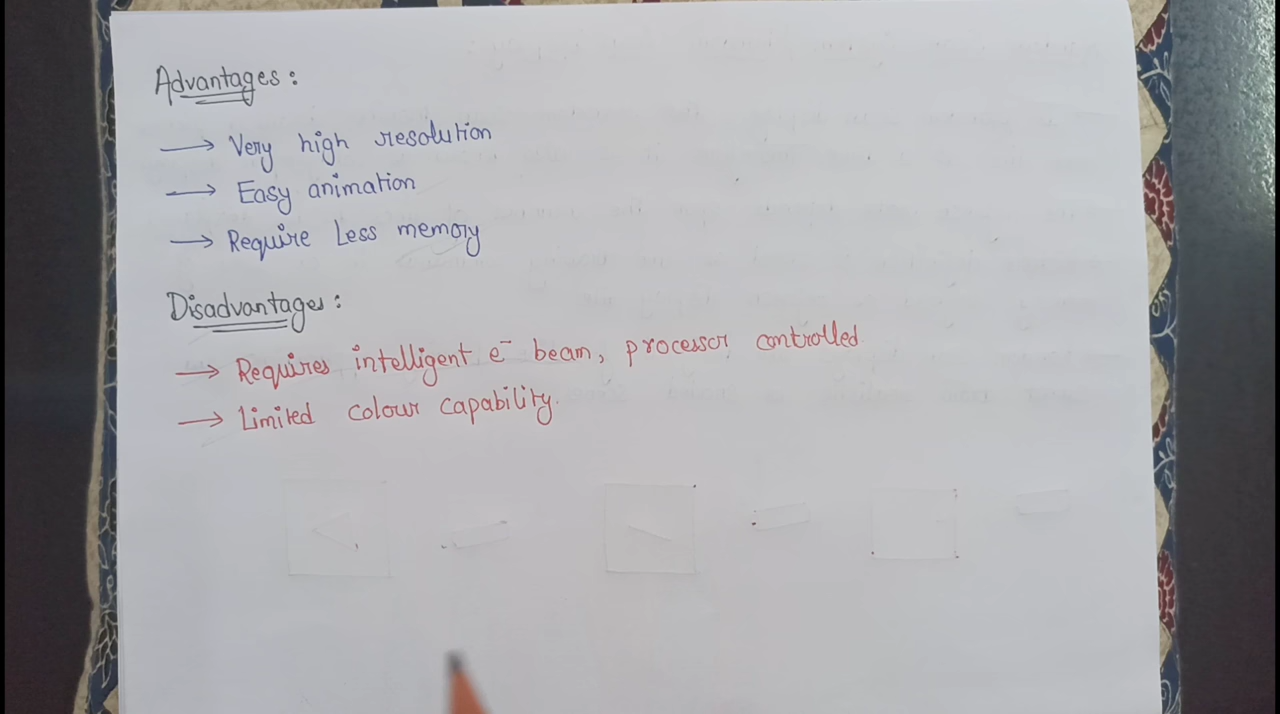 Advantages :
→ Very high resolution
→ Easy animation
→ Require Less memory
Disadvantages :
→ Requires intelligent e⁻ beam, processor controlled
→ Limited colour capability.